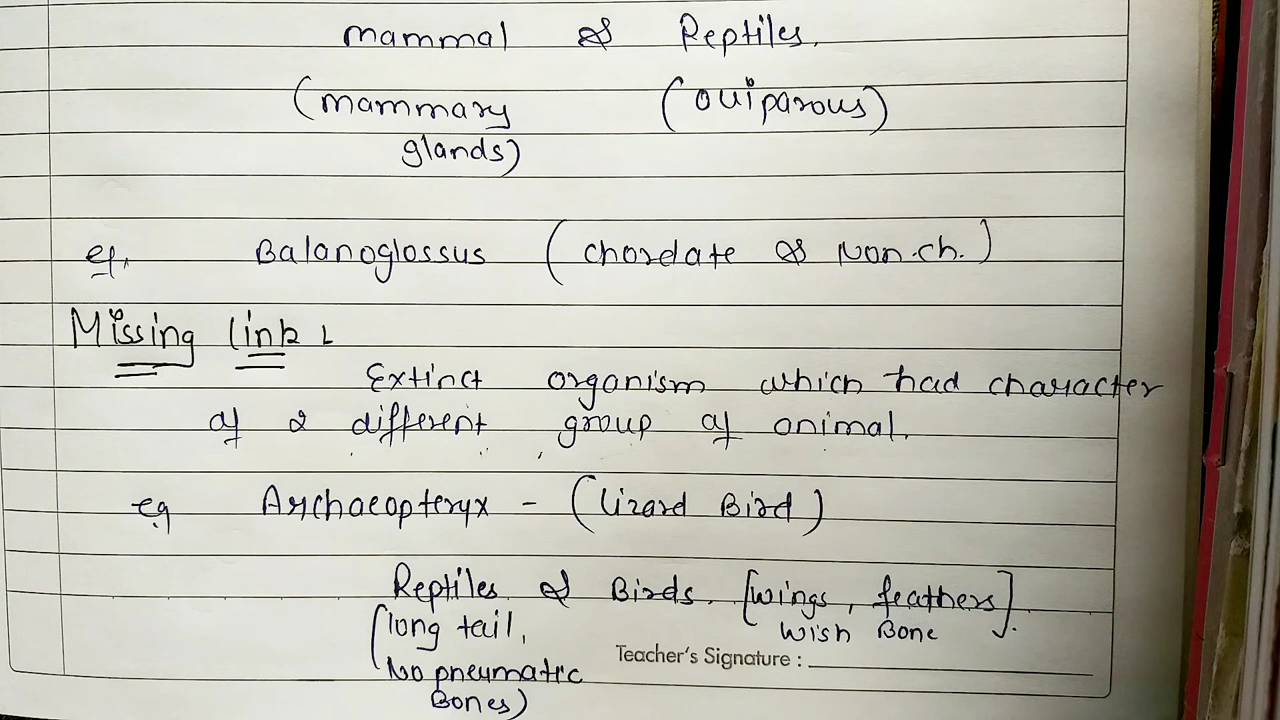 mammal & Reptiles.
(mammary (oviparous)
glands)
eg. Balanoglossus (chordate & Non.ch.)
Missing link :
Extinct organism which had character
of 2 different group of animal.
eg Archaeopteryx - (lizard Bird)
Reptiles & Birds. [wings, feathers].
(long tail, wish Bone
Teacher's Signature :
No pneumatic
Bones)